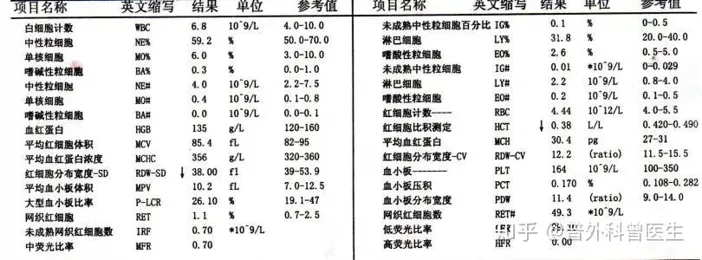 项目名称 英文缩写 结果 单位 参考值
白细胞计数 WBC 6.8 10^9/L 4.0-10.0
中性粒细胞 NE% 59.2 % 50.0-70.0
单核细胞 MO% 6.0 % 3.0-10.0
嗜碱性粒细胞 BA% 0.3 % 0.0-1.0
中性粒细胞 NE# 4.0 10^9/L 2.2-7.5
单核细胞 MO# 0.4 10^9/L 0.1-0.8
嗜碱性粒细胞 BA# 0.0 10^9/L 0.0-0.1
血红蛋白 HGB 135 g/L 120-160
平均红细胞体积 MCV 85.4 fL 82-95
平均血红蛋白浓度 MCHC 356 g/L 320-360
红细胞分布宽度-SD RDW-SD ↓ 38.00 fl 39-53.9
平均血小板体积 MPV 10.2 fL 7.0-12.5
大型血小板比率 P-LCR 26.10 % 19.1-47
网织红细胞 RET 1.1 % 0.7-2.5
未成熟网织红细胞数 IRF 0.70 *10^9/L
中荧光比率 MFR 0.70
项目名称 英文缩写 结果 单位 参考值
未成熟中性粒细胞百分比 IG% 0.1 % 0-0.5
淋巴细胞 LY% 31.8 % 20.0-40.0
嗜酸性粒细胞 EO% 2.6 % 0.5-5.0
未成熟中性粒细胞 IG# 0.01 *10^9/L 0-0.029
淋巴细胞 LY# 2.2 10^9/L 0.8-4.0
嗜酸性粒细胞 EO# 0.2 10^9/L 0.1-0.5
红细胞计数---- RBC 4.44 10^12/L 4.0-5.5
红细胞比积测定 HCT ↓ 0.38 L/L 0.420-0.490
平均血红蛋白 MCH 30.4 pg 27-31
红细胞分布宽度-CV RDW-CV 12.2 (ratio) 11.5-15.5
血小板----- PLT 164 10^9/L 100-350
血小板压积 PCT 0.170 % 0.108-0.282
血小板分布宽度 PDW 11.4 (ratio) 9.0-14.0
网织红细胞数 RET# 49.3 *10^9/L
低荧光比率
高荧光比率 HFR 0.00
知乎 @普外科曾医生